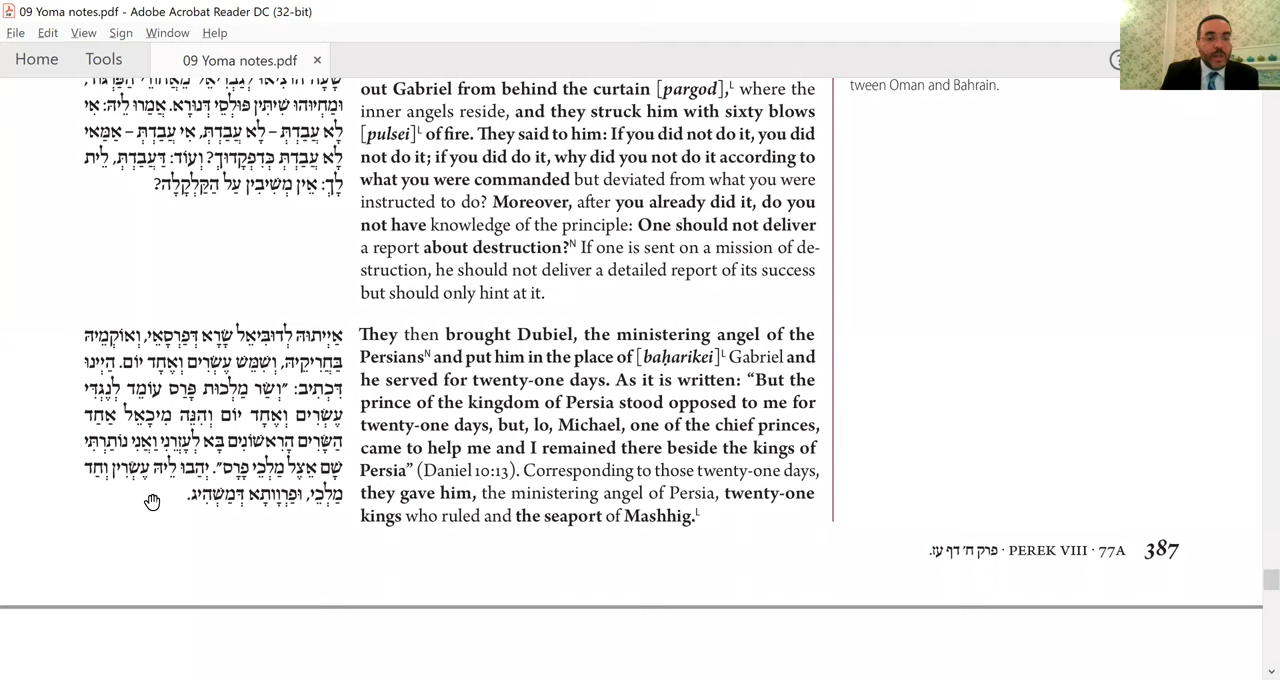 09 Yoma notes.pdf - Adobe Acrobat Reader DC (32-bit)
File Edit View Sign Window Help
Home Tools 09 Yoma notes.pdf ×
שָׁעָה הוֹצִיאוּ לְגַבְרִיאֵל מֵאֲחוֹרֵי הַפַּרְגּוֹד,
וּמַחְיוּהוּ שִׁיתִּין פּוּלְסֵי דְּנוּרָא. אֲמַרוּ לֵיהּ: אִי
לָא עֲבַדְתְּ – לָא עֲבַדְתְּ, אִי עֲבַדְתְּ – אַמַּאי
לָא עֲבַדְתְּ כִּדְפַקְּדוּךְ? וְעוֹד: דַּעֲבַדְתְּ, לֵית
לָךְ: אֵין מְשִׁיבִין עַל הַקַּלְקָלָה?
out Gabriel from behind the curtain [pargod],ᴸ where the
inner angels reside, and they struck him with sixty blows
[pulsei]ᴸ of fire. They said to him: If you did not do it, you did
not do it; if you did do it, why did you not do it according to
what you were commanded but deviated from what you were
instructed to do? Moreover, after you already did it, do you
not have knowledge of the principle: One should not deliver
a report about destruction?ᴺ If one is sent on a mission of de-
struction, he should not deliver a detailed report of its success
but should only hint at it.
tween Oman and Bahrain.
אַיְיתוּהּ לְדוּבִּיאֵל שָׂרָא דְּפָרְסָאֵי, וְאוֹקְמֵיהּ
בַּחֲרִיקֵיהּ, וְשִׁמֵּשׁ עֶשְׂרִים וְאֶחָד יוֹם. הַיְינוּ
דִּכְתִיב: ״וְשַׂר מַלְכוּת פָּרַס עוֹמֵד לְנֶגְדִּי
עֶשְׂרִים וְאֶחָד יוֹם וְהִנֵּה מִיכָאֵל אַחַד
הַשָּׂרִים הָרִאשׁוֹנִים בָּא לְעָזְרֵנִי וַאֲנִי נוֹתַרְתִּי
שָׁם אֵצֶל מַלְכֵי פָרָס״. יְהַבוּ לֵיהּ עֶשְׂרִין וְחַד
מַלְכֵי, וּפַרְווֹתָא דְּמַשְׁהִיג.
They then brought Dubiel, the ministering angel of the
Persiansᴺ and put him in the place of [baḥarikei]ᴸ Gabriel and
he served for twenty-one days. As it is written: “But the
prince of the kingdom of Persia stood opposed to me for
twenty-one days, but, lo, Michael, one of the chief princes,
came to help me and I remained there beside the kings of
Persia” (Daniel 10:13). Corresponding to those twenty-one days,
they gave him, the ministering angel of Persia, twenty-one
kings who ruled and the seaport of Mashhig.ᴸ
פרק ח׳ דף עז. · PEREK VIII · 77A 387